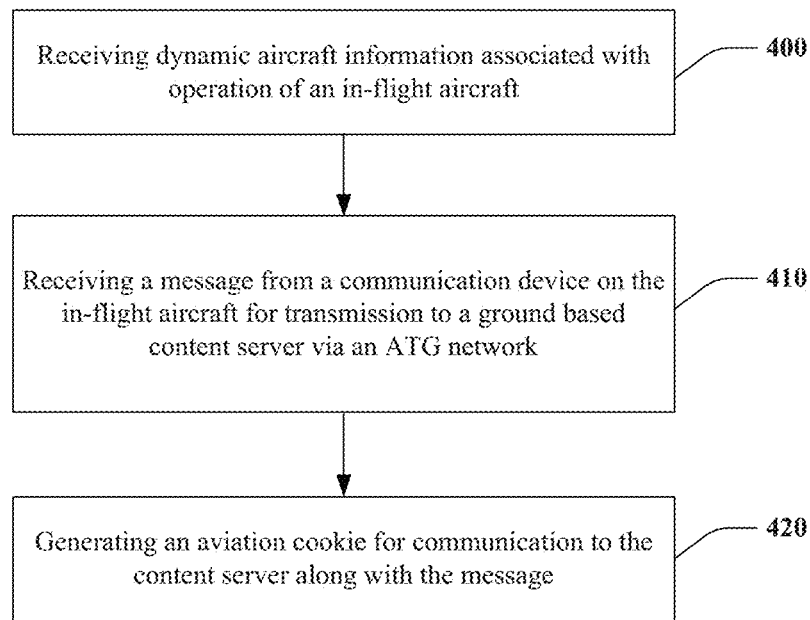 Receiving dynamic aircraft information associated with
operation of an in-flight aircraft
400
Receiving a message from a communication device on the
in-flight aircraft for transmission to a ground based
content server via an ATG network
410
Generating an aviation cookie for communication to the
content server along with the message
420